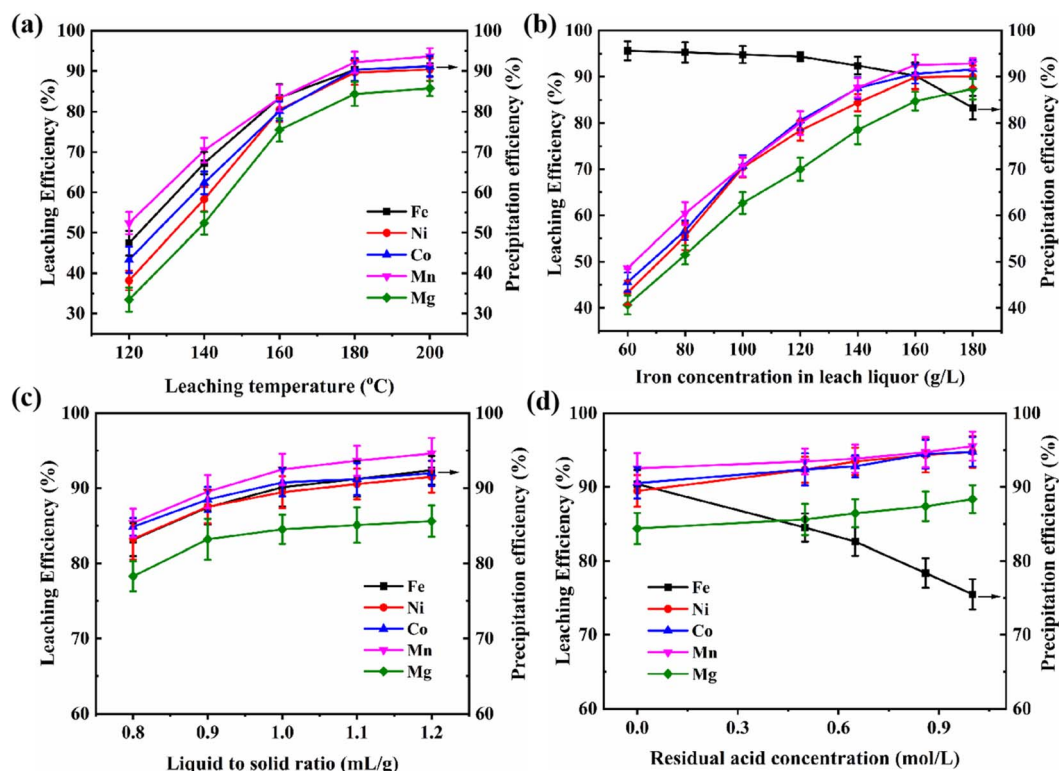 (a)
100
90
80
70
60
50
40
30
Leaching Efficiency (%)
Fe
Ni
Co
Mn
Mg
100
90
80
70
60
50
40
30
Precipitation efficiency (%)
120 140 160 180 200
Leaching temperature (°C)
(b)
100
90
80
70
60
50
40
Leaching Efficiency (%)
100
90
80
70
60
50
40
Precipitation efficiency (%)
60 80 100 120 140 160 180
Iron concentration in leach liquor (g/L)
(c)
100
90
80
70
60
Leaching Efficiency (%)
Fe
Ni
Co
Mn
Mg
100
90
80
70
60
Precipitation efficiency (%)
0.8 0.9 1.0 1.1 1.2
Liquid to solid ratio (mL/g)
(d)
100
90
80
70
60
Leaching Efficiency (%)
Fe
Ni
Co
Mn
Mg
100
90
80
70
60
Precipitation efficiency (%)
0.0 0.3 0.6 0.9
Residual acid concentration (mol/L)